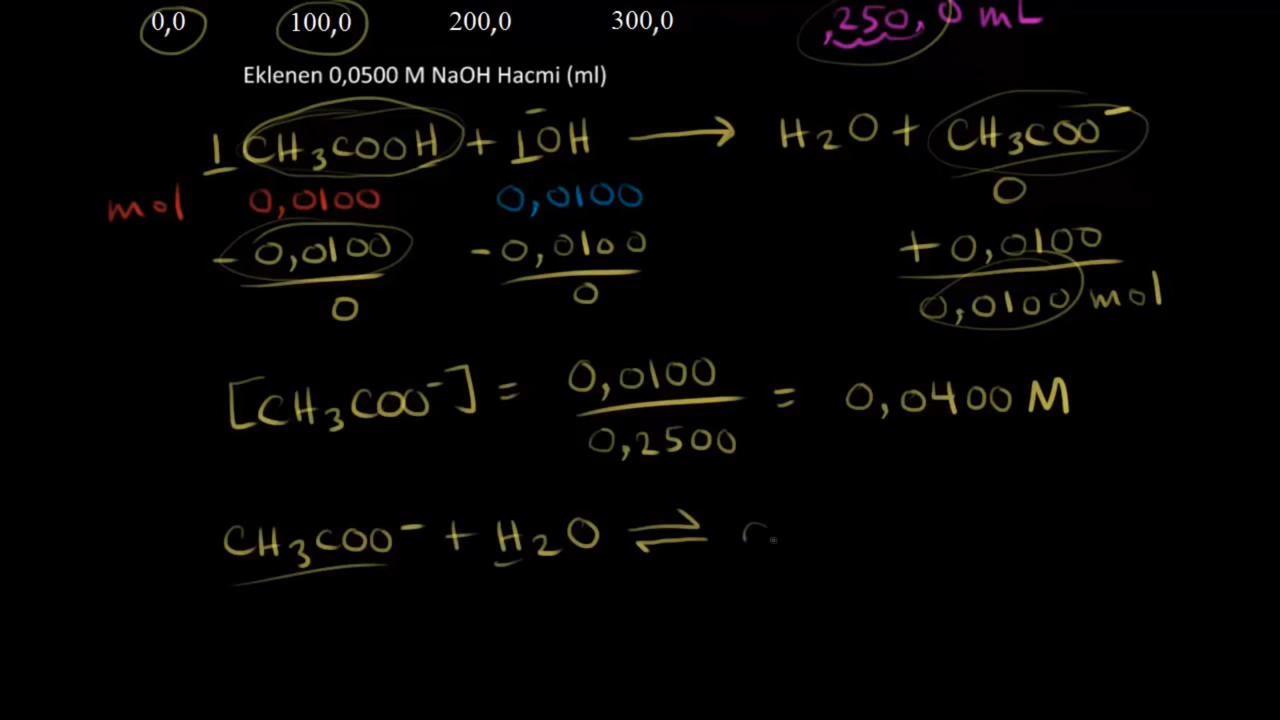 0,0 100,0 200,0 300,0 ,250,0 mL
Eklenen 0,0500 M NaOH Hacmi (ml)
1 CH₃COOH + 1 OH⁻ → H₂O + CH₃COO⁻
mol 0,0100 0,0100 0
- 0,0100 - 0,0100 + 0,0100
0 0 0,0100 mol
[CH₃COO⁻] = 0,0100 / 0,2500 = 0,0400 M
CH₃COO⁻ + H₂O ⇌